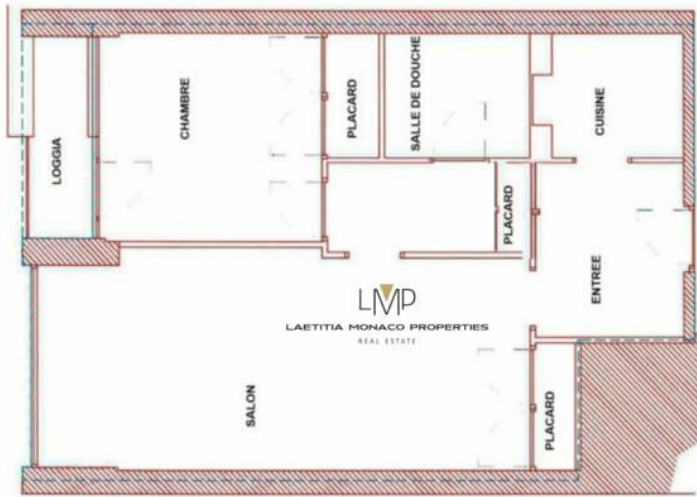 LOGGIA
CHAMBRE
PLACARD
SALLE DE DOUCHE
CUISINE
PLACARD
ENTREE
LMP
LAETITIA MONACO PROPERTIES
REAL ESTATE
SALON
PLACARD